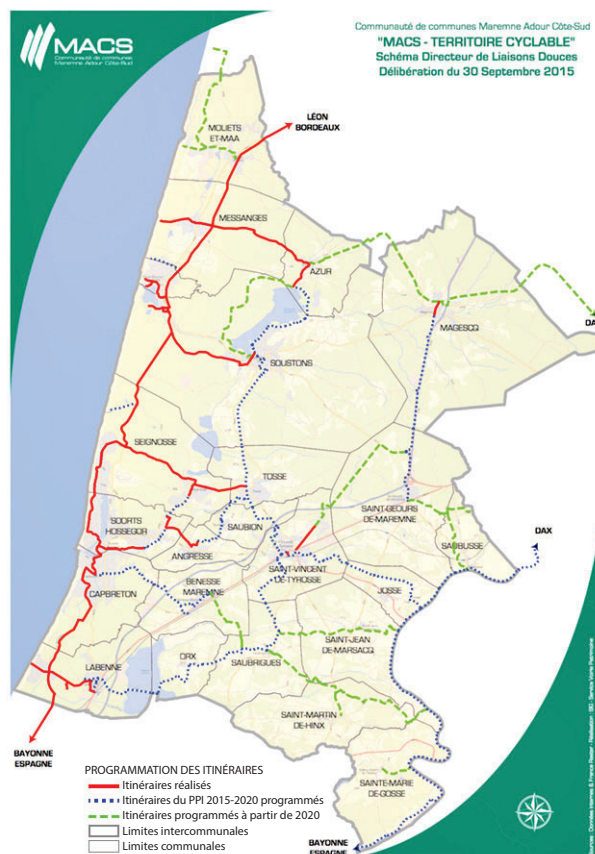 MACS
Communauté de communes
Maremne Adour Côte-Sud
Communauté de communes Maremne Adour Côte-Sud
"MACS - TERRITOIRE CYCLABLE"
Schéma Directeur de Liaisons Douces
Délibération du 30 Septembre 2015
LÉON
BORDEAUX
MOLIETS
ET-MAA
MESSANGES
AZUR
MAGESCQ
DA
SOUSTONS
SEIGNOSSE
TOSSE
SAINT-GEOURS
DE-MAREMNE
SOORTS
HOSSEGOR
SAUBION
SAUBUSSE
DAX
ANGRESSE
SAINT-VINCENT
DE-TYROSSE
BENESSE
MAREMNE
CAPBRETON
JOSSE
SAINT-JEAN
DE-MARSACQ
ORX
LABENNE
SAUBRIGUES
SAINT-MARTIN
DE-HINX
BAYONNE
ESPAGNE
SAINTE-MARIE
DE-GOSSE
PROGRAMMATION DES ITINÉRAIRES
Itinéraires réalisés
Itinéraires du PPI 2015-2020 programmés
Itinéraires programmés à partir de 2020
Limites intercommunales
Limites communales
BAYONNE
ESPAGNE